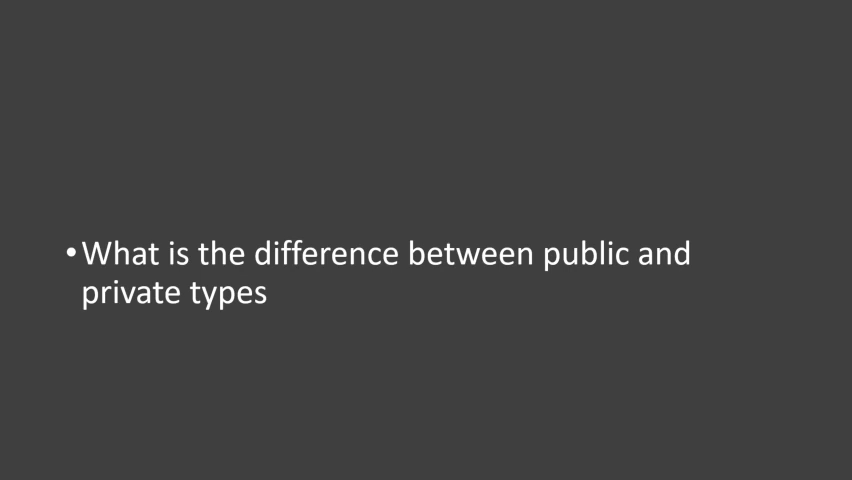 •What is the difference between public and
private types